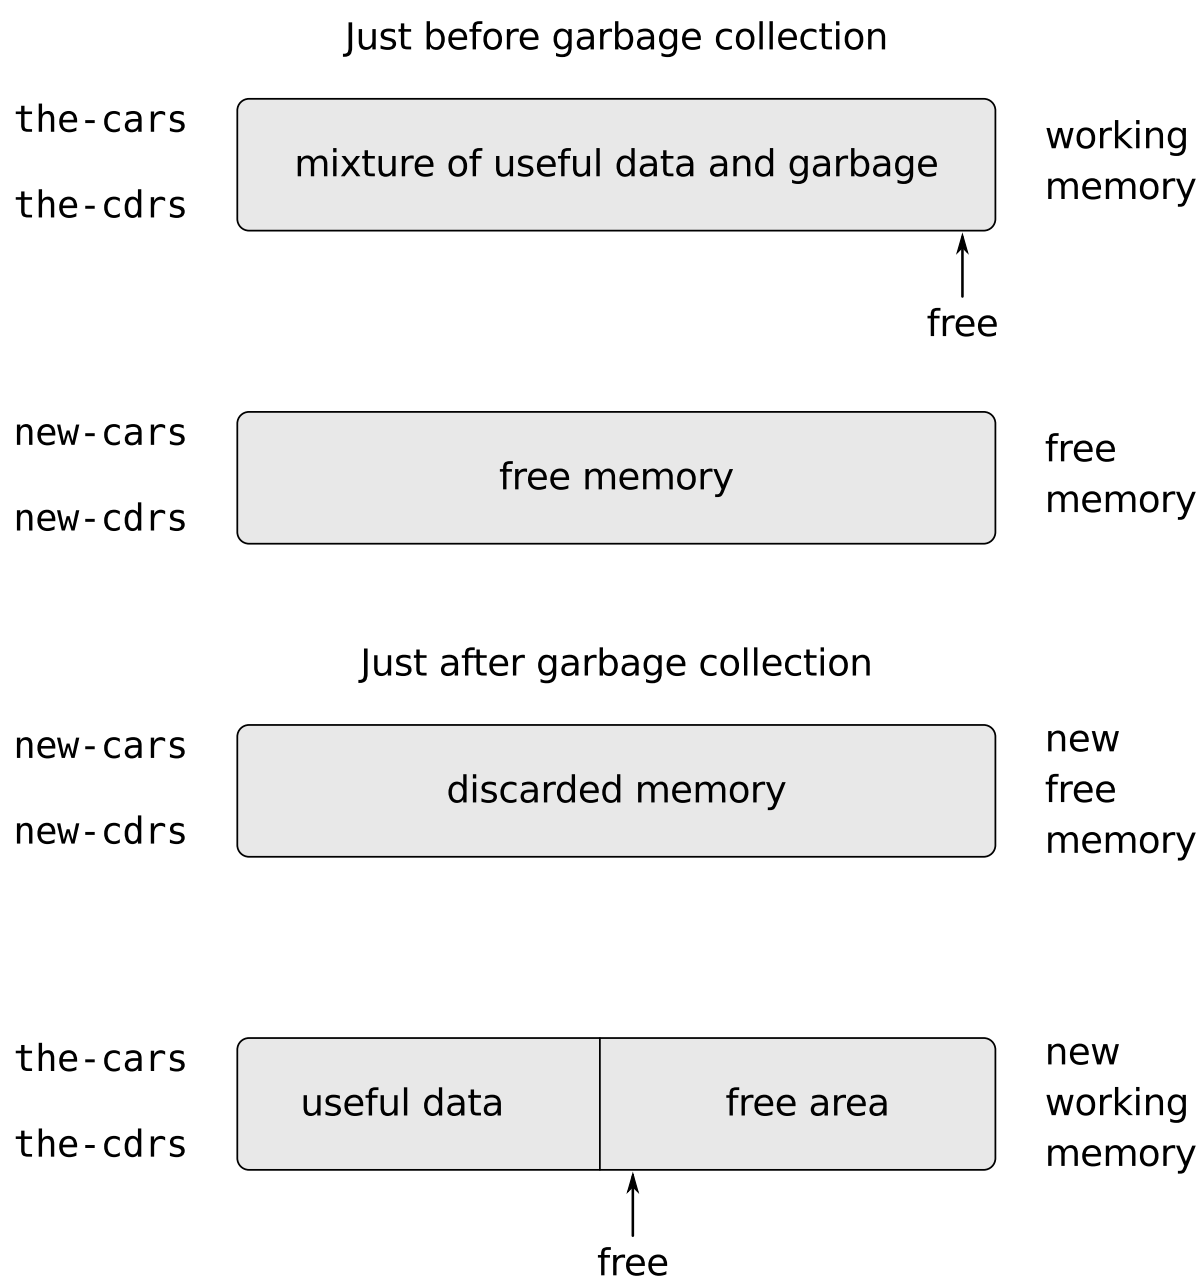 Just before garbage collection
the-cars
the-cdrs
mixture of useful data and garbage
working
memory
free
new-cars
new-cdrs
free memory
free
memory
Just after garbage collection
new-cars
new-cdrs
discarded memory
new
free
memory
the-cars
the-cdrs
useful data
free area
new
working
memory
free